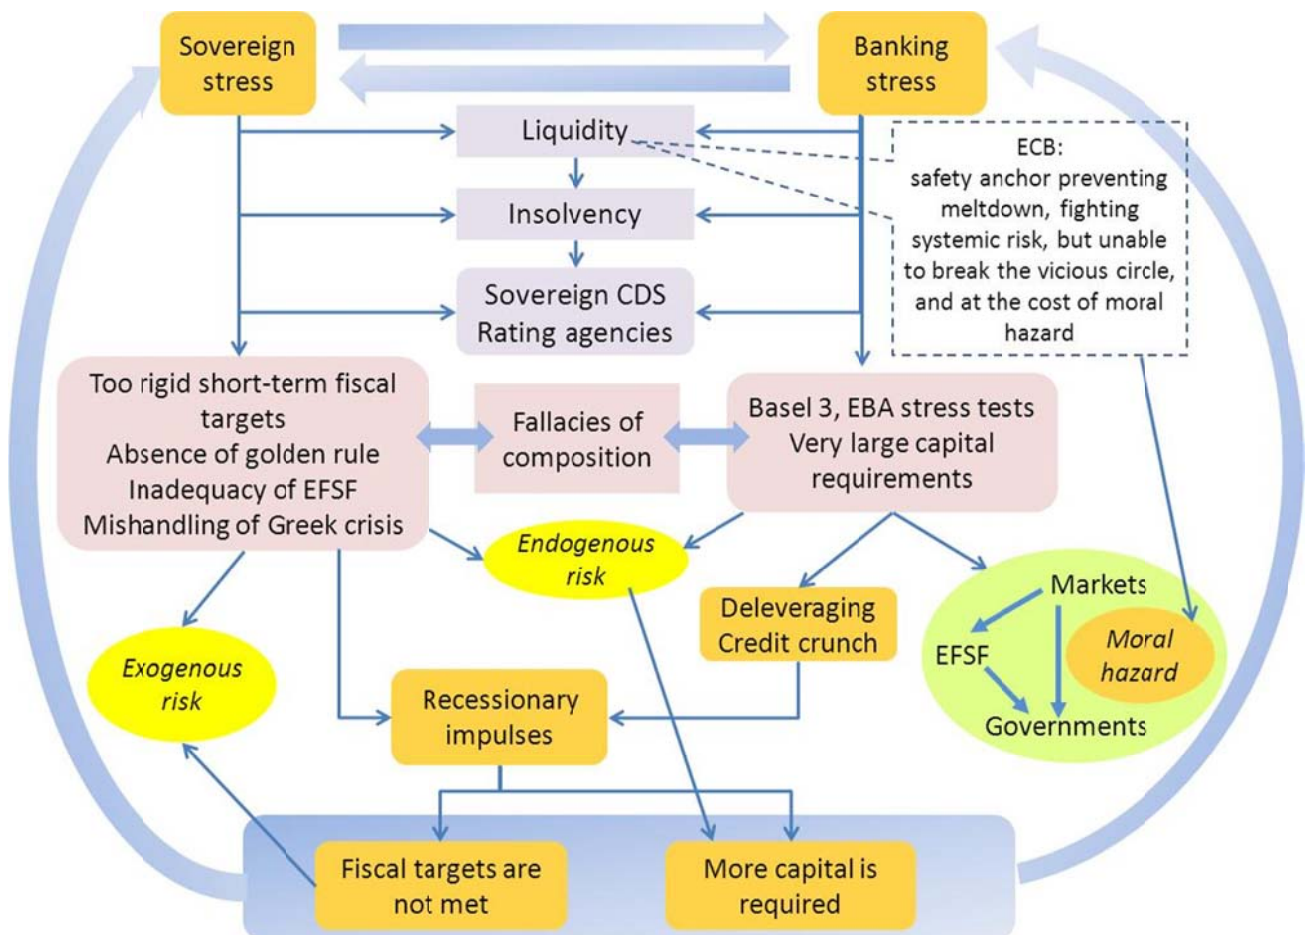 Sovereign
stress
Banking
stress
Liquidity
Insolvency
Sovereign CDS
Rating agencies
ECB:
safety anchor preventing
meltdown, fighting
systemic risk, but unable
to break the vicious circle,
and at the cost of moral
hazard
Too rigid short-term fiscal
targets
Absence of golden rule
Inadequacy of EFSF
Mishandling of Greek crisis
Fallacies of
composition
Basel 3, EBA stress tests
Very large capital
requirements
Endogenous
risk
Exogenous
risk
Deleveraging
Credit crunch
Markets
EFSF
Moral
hazard
Governments
Recessionary
impulses
Fiscal targets are
not met
More capital is
required